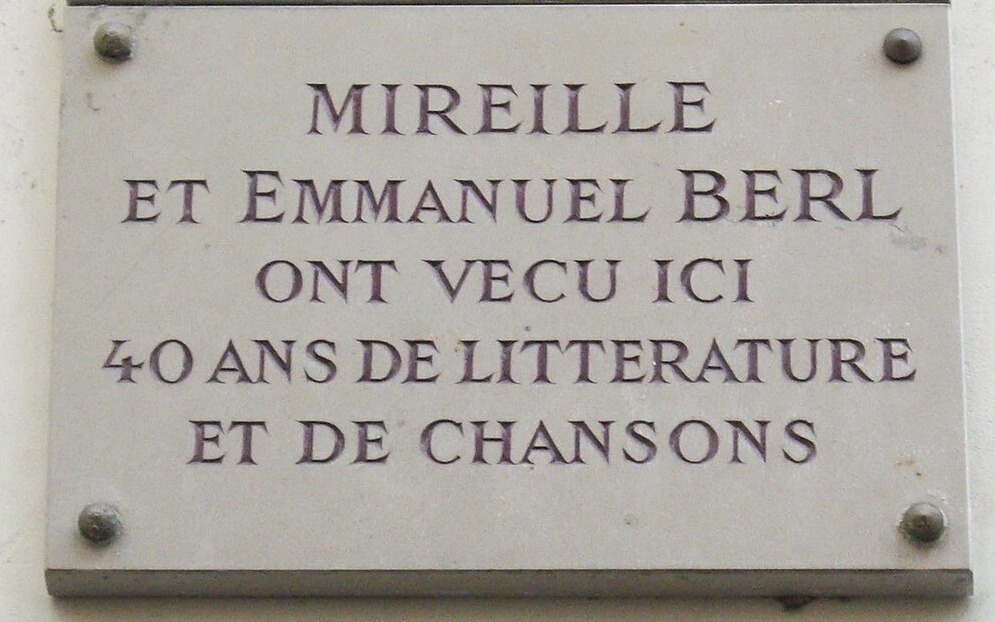 MIREILLE
ET EMMANUEL BERL
ONT VECU ICI
40 ANS DE LITTERATURE
ET DE CHANSONS